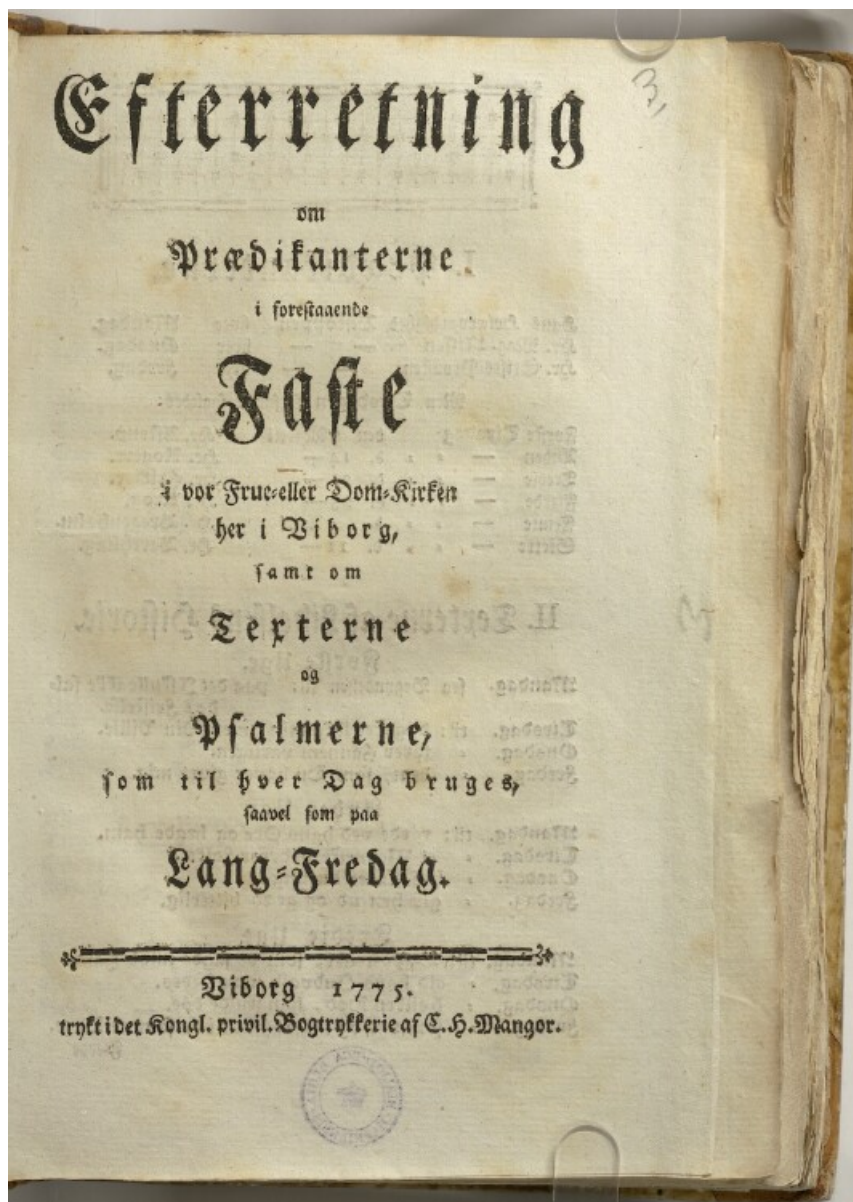 Efterretning
3,
om
Prædikanterne
i forestaaende
Faste
i vor Frue-eller Dom-Kirken
her i Viborg,
samt om
Texterne
og
Psalmerne,
som til hver Dag bruges,
saavel som paa
Lang-Fredag.
Viborg 1775.
trykt i det Kongl. privil. Bogtrykkerie af C. H. Mangor.